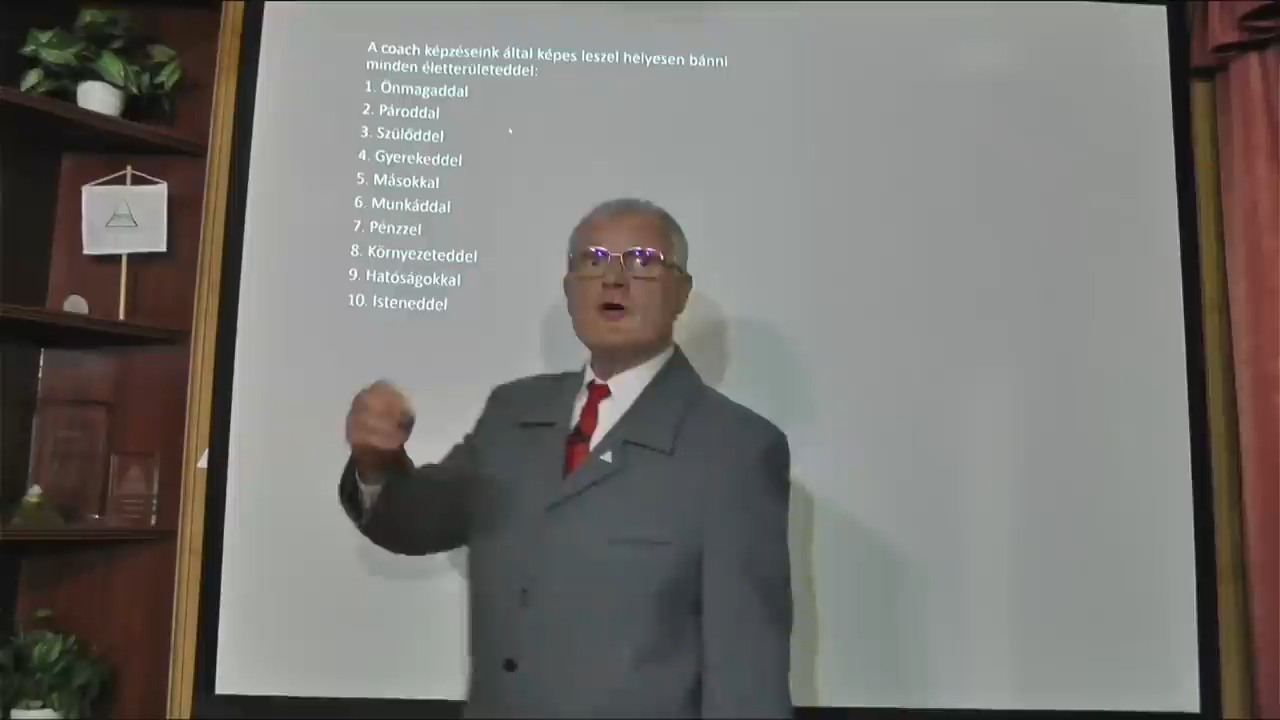 A coach képzéseink által képes leszel helyesen bánni
minden életterületeddel:
1. Önmagaddal
2. Pároddal
3. Szülőddel
4. Gyerekeddel
5. Másokkal
6. Munkáddal
7. Pénzzel
8. Környezeteddel
9. Hatóságokkal
10. Isteneddel